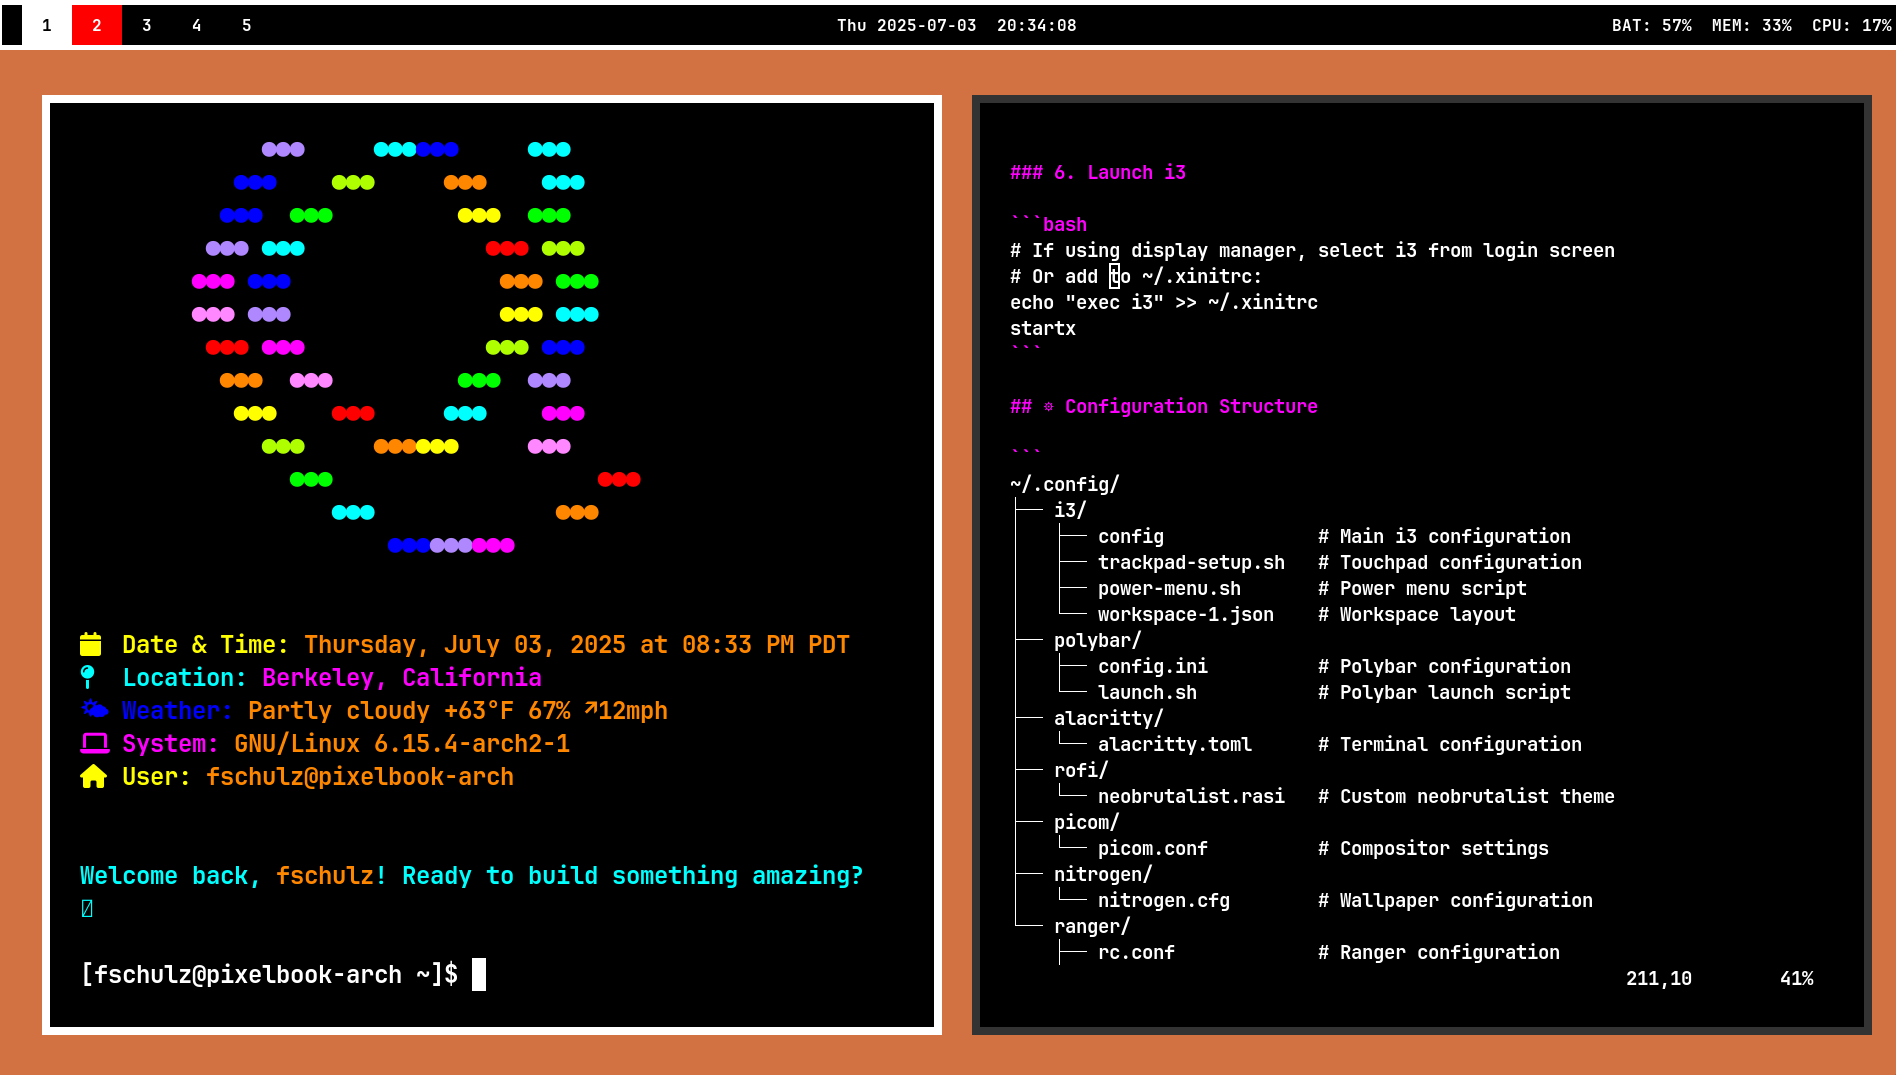 1 2 3 4 5 Thu 2025-07-03 20:34:08 BAT: 57% MEM: 33% CPU: 17%
Date & Time: Thursday, July 03, 2025 at 08:33 PM PDT
Location: Berkeley, California
Weather: Partly cloudy +63°F 67% ↗12mph
System: GNU/Linux 6.15.4-arch2-1
User: fschulz@pixelbook-arch
Welcome back, fschulz! Ready to build something amazing?
[fschulz@pixelbook-arch ~]$
### 6. Launch i3
```bash
# If using display manager, select i3 from login screen
# Or add to ~/.xinitrc:
echo "exec i3" >> ~/.xinitrc
startx
```
## ⚙ Configuration Structure
```
~/.config/
├── i3/
│   ├── config              # Main i3 configuration
│   ├── trackpad-setup.sh   # Touchpad configuration
│   ├── power-menu.sh       # Power menu script
│   └── workspace-1.json    # Workspace layout
├── polybar/
│   ├── config.ini          # Polybar configuration
│   └── launch.sh           # Polybar launch script
├── alacritty/
│   └── alacritty.toml      # Terminal configuration
├── rofi/
│   └── neobrutalist.rasi   # Custom neobrutalist theme
├── picom/
│   └── picom.conf          # Compositor settings
├── nitrogen/
│   └── nitrogen.cfg        # Wallpaper configuration
└── ranger/
    ├── rc.conf             # Ranger configuration
211,10 41%